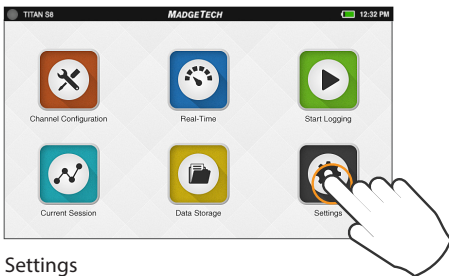 TITAN S8 MADGETECH 12:32 PM
Channel Configuration Real-Time Start Logging
Current Session Data Storage Settings
Settings